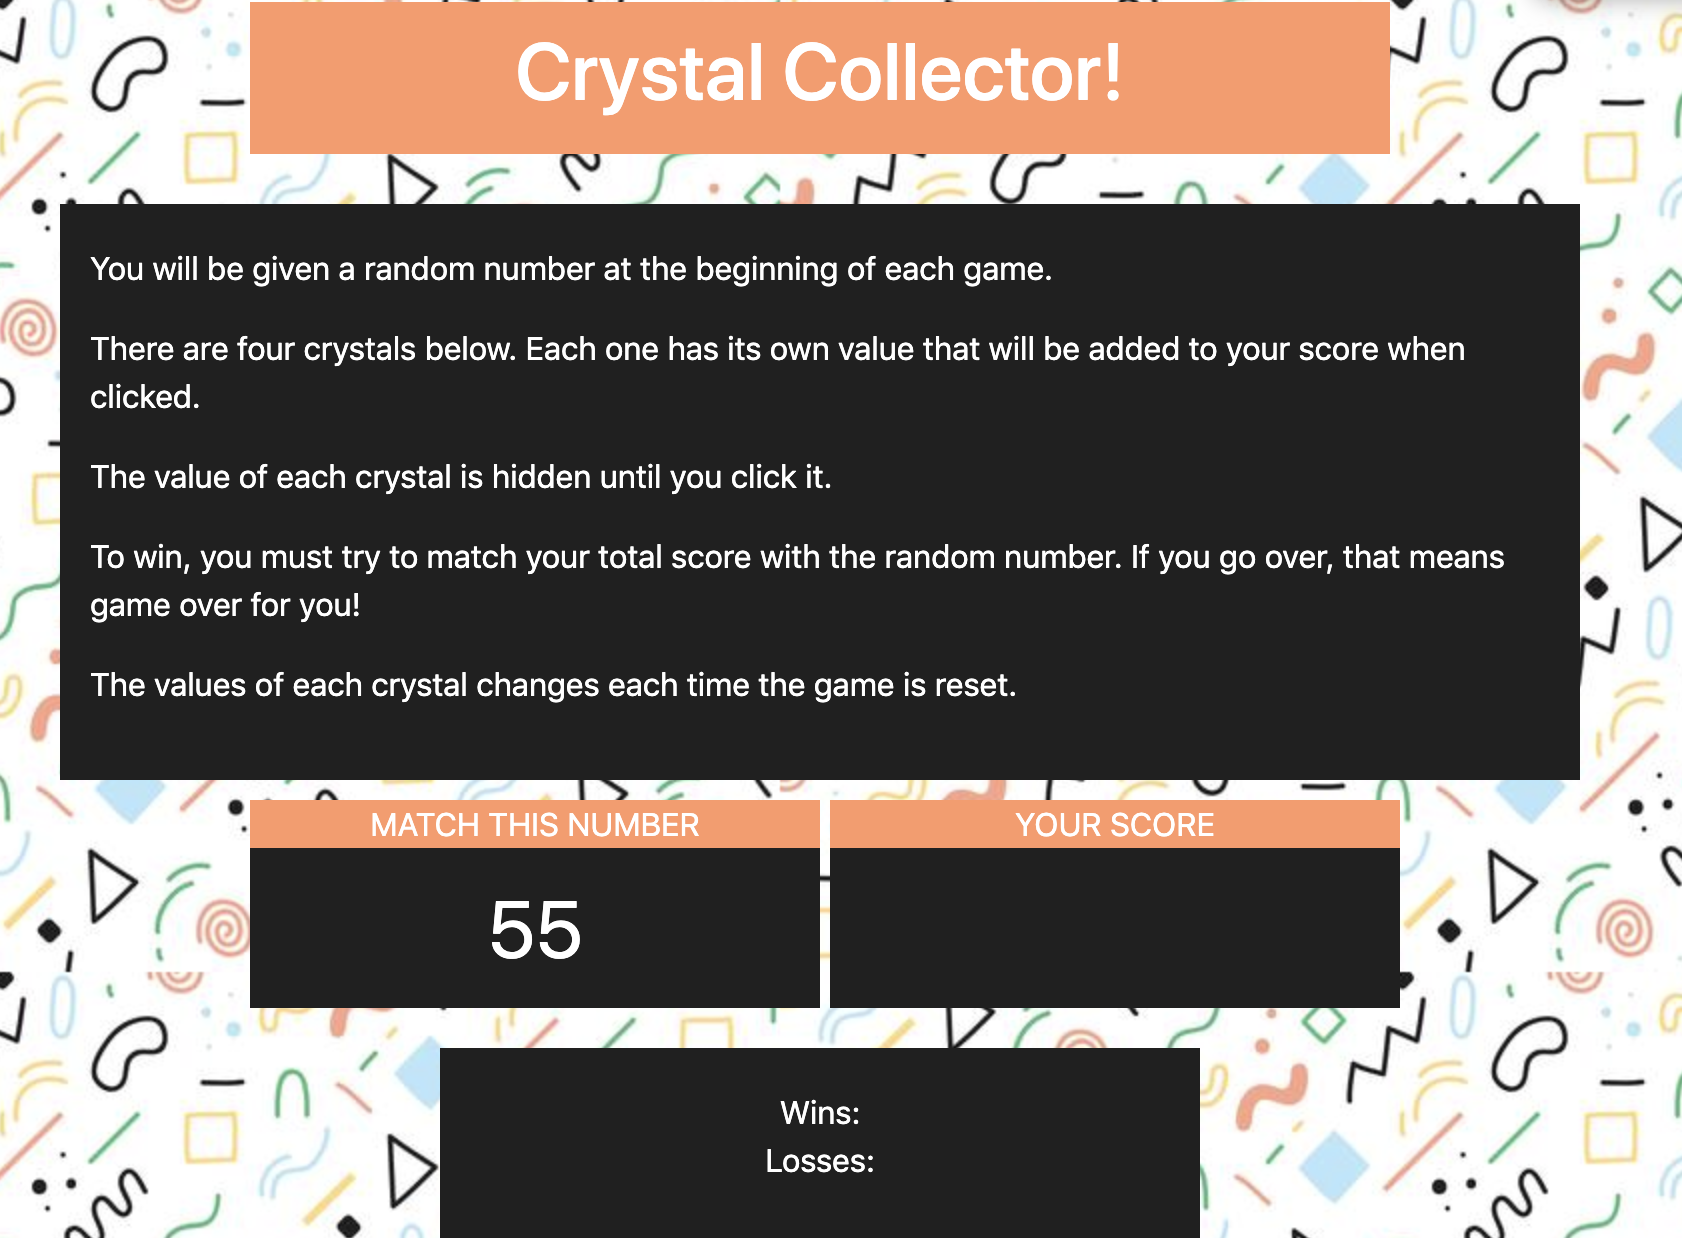 Crystal Collector!
You will be given a random number at the beginning of each game.
There are four crystals below. Each one has its own value that will be added to your score when
clicked.
The value of each crystal is hidden until you click it.
To win, you must try to match your total score with the random number. If you go over, that means
game over for you!
The values of each crystal changes each time the game is reset.
MATCH THIS NUMBER
55
YOUR SCORE
Wins:
Losses: